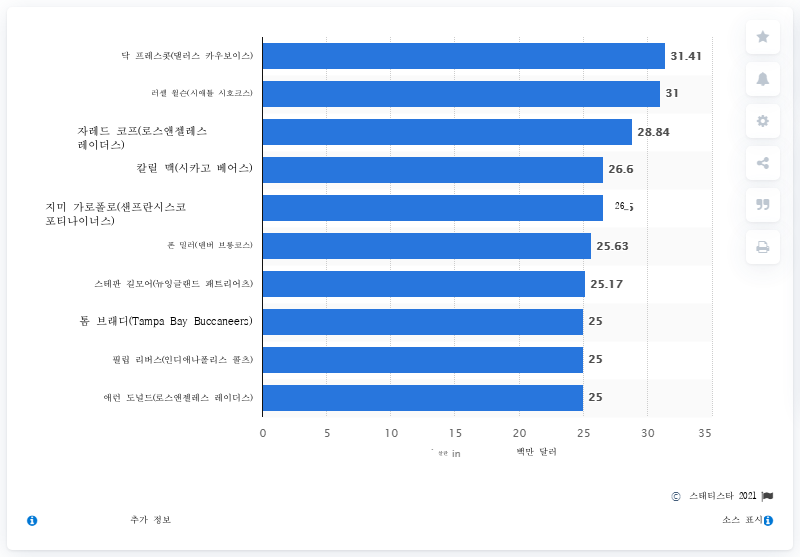 닥 프레스콧(댈러스 카우보이스)
31.41
러셀 윌슨(시애틀 시호크스)
31
자레드 코프(로스앤젤레스
레이더스)
28.84
칼릴 맥(시카고 베어스)
26.6
지미 가로폴로(샌프란시스코
포티나이너스)
26.5
폰 밀러(덴버 브롱코스)
25.63
스테판 길모어(뉴잉글랜드 패트리어츠)
25.17
톰 브래디(Tampa Bay Buccaneers)
25
필립 리버스(인디애나폴리스 콜츠)
25
애런 도널드(로스앤젤레스 레이더스)
25
0 5 10 15 20 25 30 35
in 백만 달러
© 스태티스타 2021
추가 정보
소스 표시